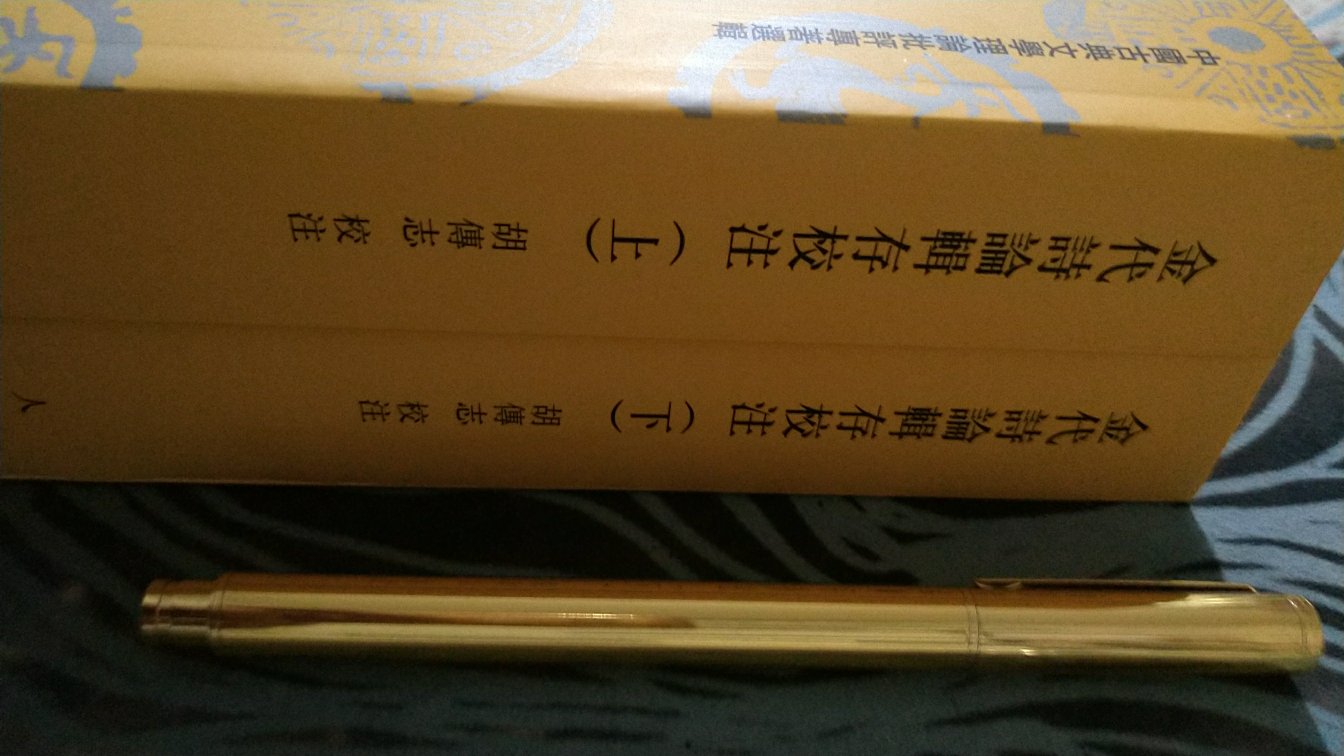 中國古典文學理論批評專著選輯
金代詩論輯存校注（上） 胡傳志 校注
金代詩論輯存校注（下） 胡傳志 校注 人